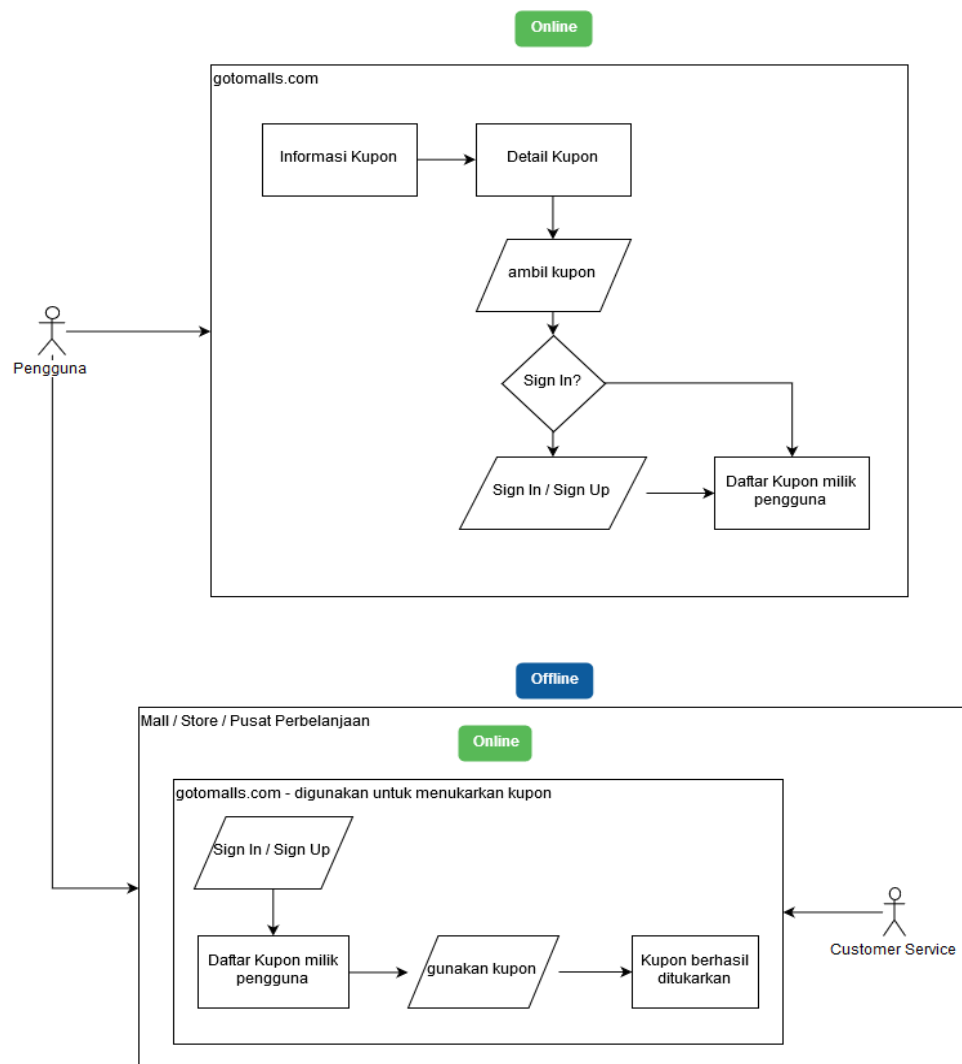 Online
gotomalls.com
Informasi Kupon
Detail Kupon
ambil kupon
Pengguna
Sign In?
Sign In / Sign Up
Daftar Kupon milik
pengguna
Offline
Mall / Store / Pusat Perbelanjaan
Online
gotomalls.com - digunakan untuk menukarkan kupon
Sign In / Sign Up
Daftar Kupon milik
pengguna
gunakan kupon
Kupon berhasil
ditukarkan
Customer Service